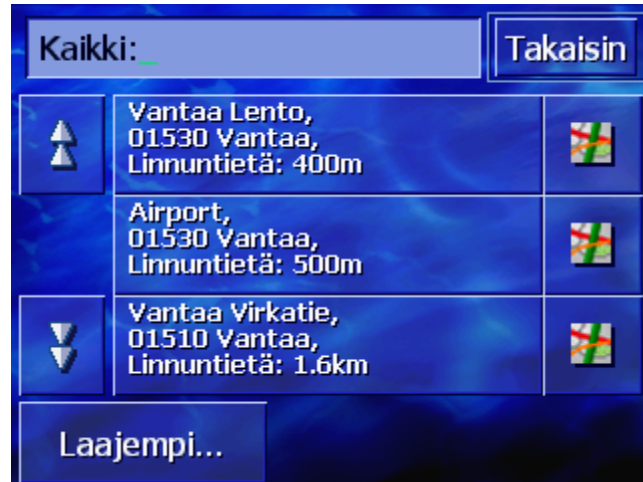 Kaikki:_
Takaisin
Vantaa Lento,
01530 Vantaa,
Linnuntietä: 400m
Airport,
01530 Vantaa,
Linnuntietä: 500m
Vantaa Virkatie,
01510 Vantaa,
Linnuntietä: 1.6km
Laajempi...